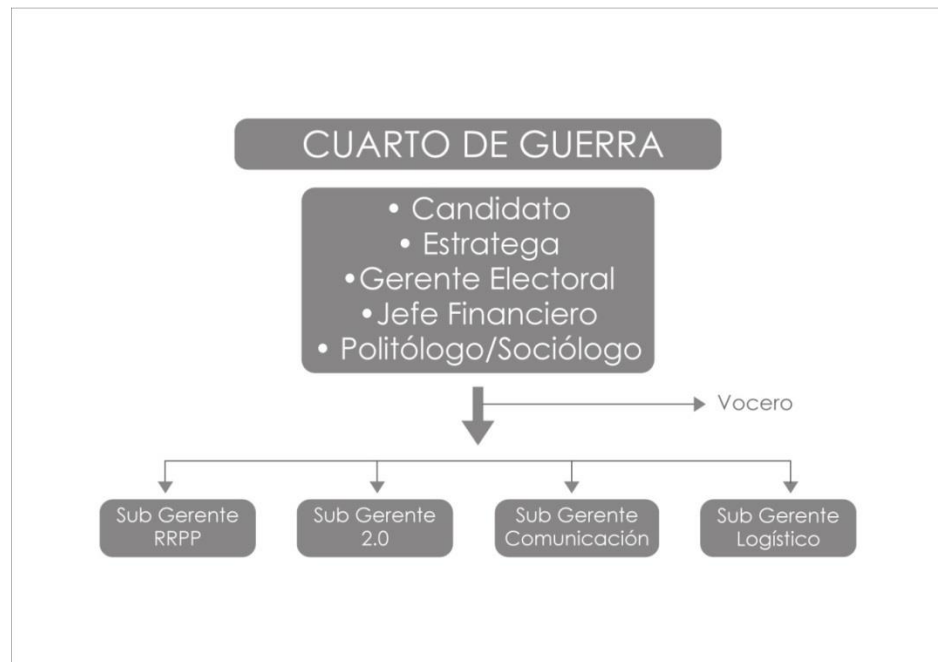 CUARTO DE GUERRA
• Candidato
• Estratega
•Gerente Electoral
•Jefe Financiero
• Politólogo/Sociólogo
Vocero
Sub Gerente
RRPP
Sub Gerente
2.0
Sub Gerente
Comunicación
Sub Gerente
Logístico